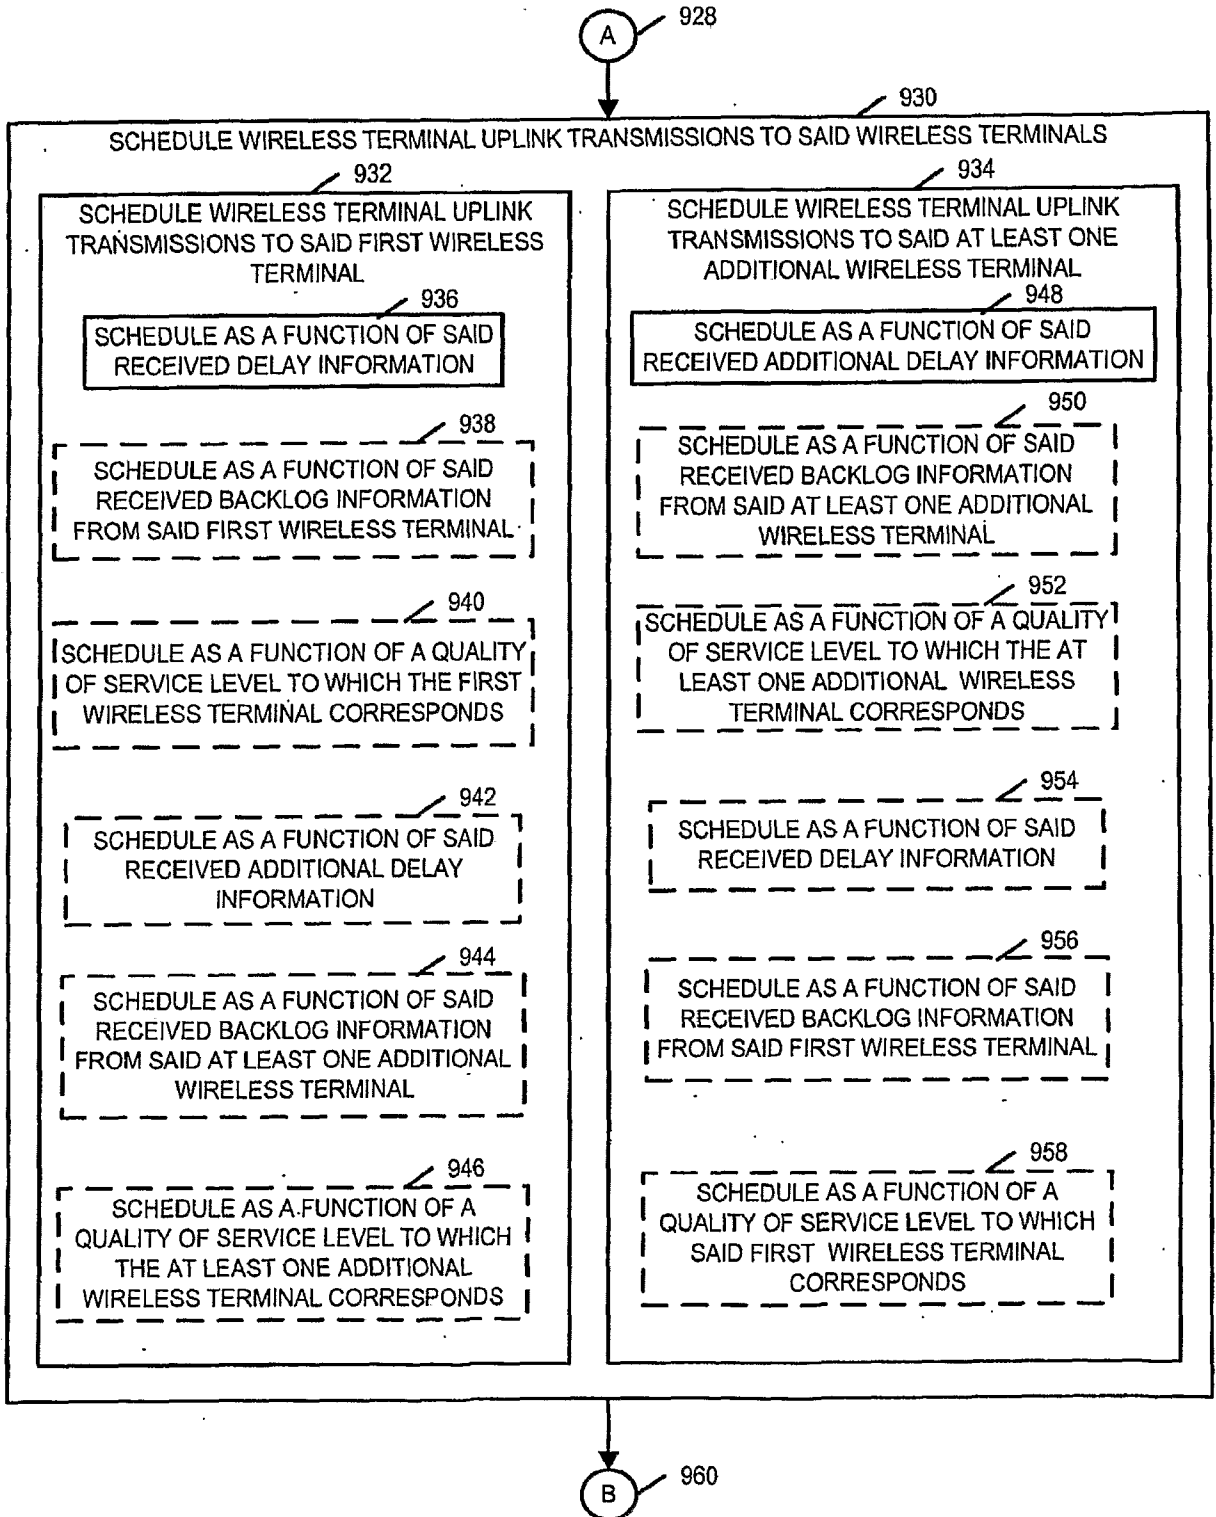 A
928
930
SCHEDULE WIRELESS TERMINAL UPLINK TRANSMISSIONS TO SAID WIRELESS TERMINALS
932
SCHEDULE WIRELESS TERMINAL UPLINK
TRANSMISSIONS TO SAID FIRST WIRELESS
TERMINAL
936
SCHEDULE AS A FUNCTION OF SAID
RECEIVED DELAY INFORMATION
938
SCHEDULE AS A FUNCTION OF SAID
RECEIVED BACKLOG INFORMATION
FROM SAID FIRST WIRELESS TERMINAL
940
SCHEDULE AS A FUNCTION OF A QUALITY
OF SERVICE LEVEL TO WHICH THE FIRST
WIRELESS TERMINAL CORRESPONDS
942
SCHEDULE AS A FUNCTION OF SAID
RECEIVED ADDITIONAL DELAY
INFORMATION
944
SCHEDULE AS A FUNCTION OF SAID
RECEIVED BACKLOG INFORMATION
FROM SAID AT LEAST ONE ADDITIONAL
WIRELESS TERMINAL
946
SCHEDULE AS A FUNCTION OF A
QUALITY OF SERVICE LEVEL TO WHICH
THE AT LEAST ONE ADDITIONAL
WIRELESS TERMINAL CORRESPONDS
934
SCHEDULE WIRELESS TERMINAL UPLINK
TRANSMISSIONS TO SAID AT LEAST ONE
ADDITIONAL WIRELESS TERMINAL
948
SCHEDULE AS A FUNCTION OF SAID
RECEIVED ADDITIONAL DELAY INFORMATION
950
SCHEDULE AS A FUNCTION OF SAID
RECEIVED BACKLOG INFORMATION
FROM SAID AT LEAST ONE ADDITIONAL
WIRELESS TERMINAL
952
SCHEDULE AS A FUNCTION OF A QUALITY
OF SERVICE LEVEL TO WHICH THE AT
LEAST ONE ADDITIONAL WIRELESS
TERMINAL CORRESPONDS
954
SCHEDULE AS A FUNCTION OF SAID
RECEIVED DELAY INFORMATION
956
SCHEDULE AS A FUNCTION OF SAID
RECEIVED BACKLOG INFORMATION
FROM SAID FIRST WIRELESS TERMINAL
958
SCHEDULE AS A FUNCTION OF A
QUALITY OF SERVICE LEVEL TO WHICH
SAID FIRST WIRELESS TERMINAL
CORRESPONDS
B
960